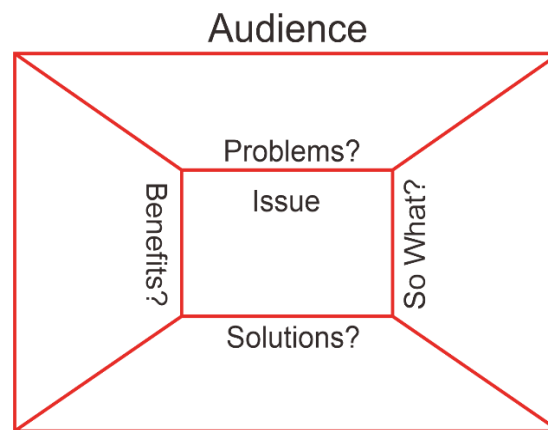 Audience
Problems?
Benefits?
Issue
So What?
Solutions?